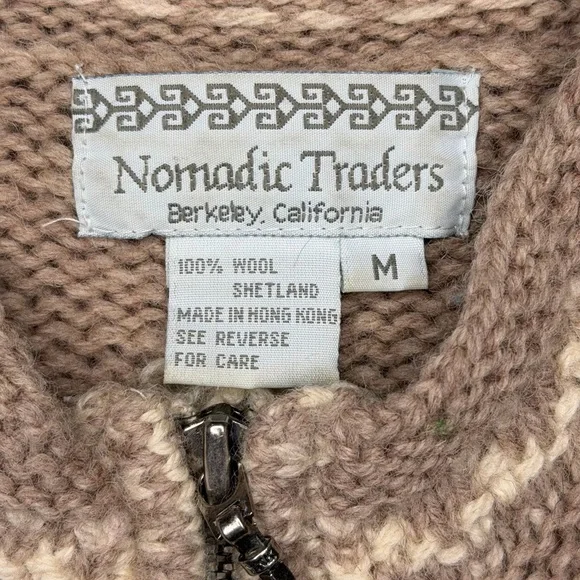 Nomadic Traders
Berkeley, California
100% WOOL
SHETLAND
MADE IN HONG KONG
SEE REVERSE
FOR CARE
M